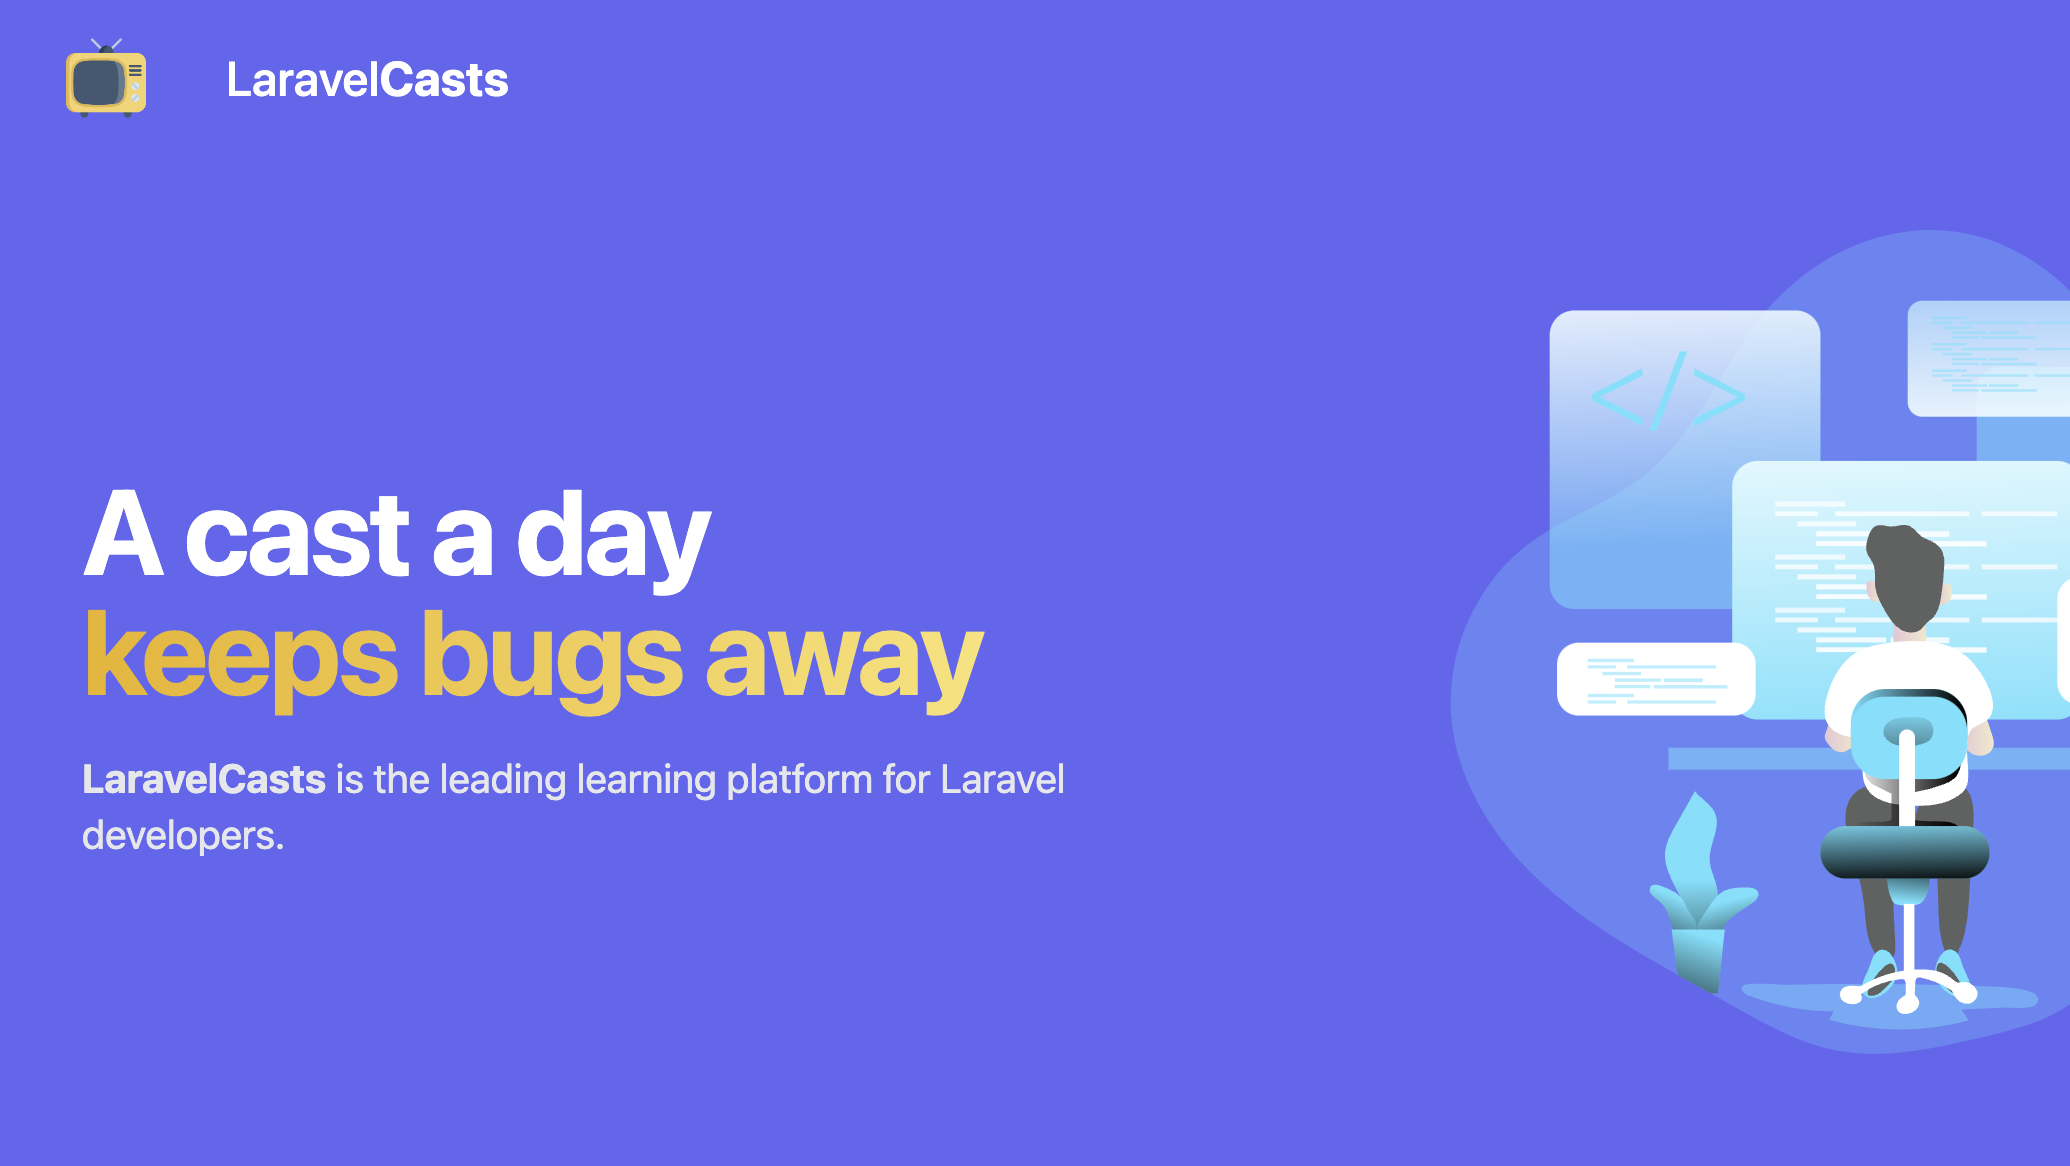 LaravelCasts
</>
A cast a day
keeps bugs away
LaravelCasts is the leading learning platform for Laravel
developers.